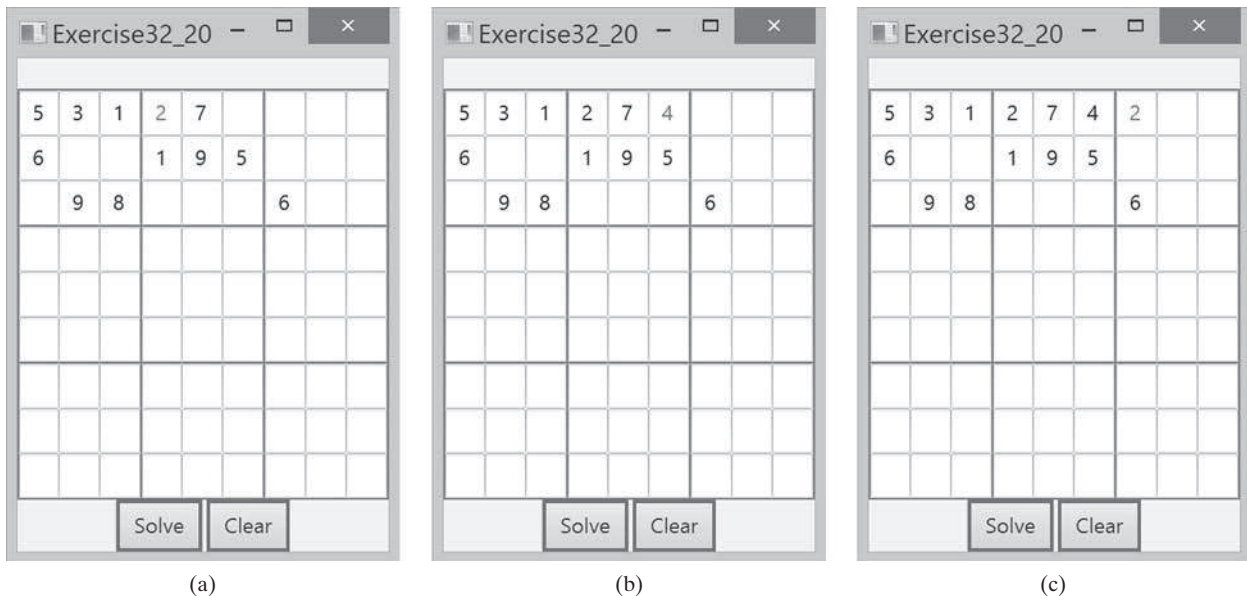 Exercise32_20
5 3 1 2 7
6 1 9 5
9 8 6
Solve Clear
(a)
Exercise32_20
5 3 1 2 7 4
6 1 9 5
9 8 6
Solve Clear
(b)
Exercise32_20
5 3 1 2 7 4 2
6 1 9 5
9 8 6
Solve Clear
(c)